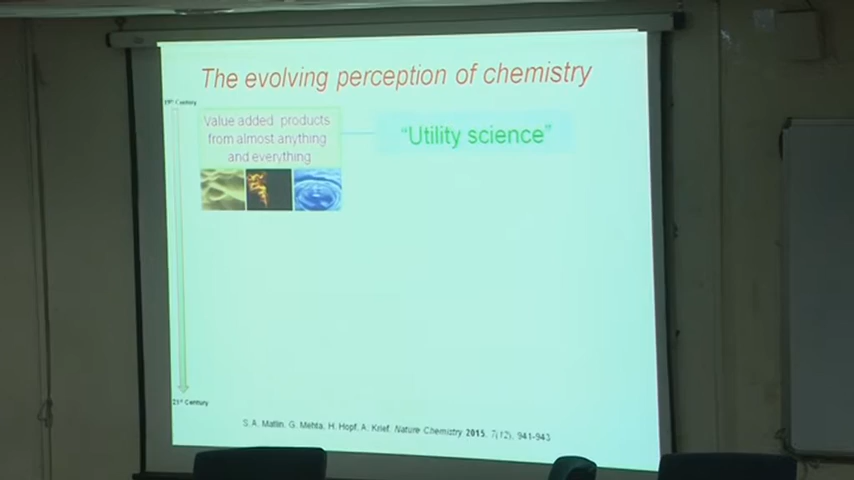 The evolving perception of chemistry
19th Century
Value added products
from almost anything
and everything
"Utility science"
21st Century
S. A. Matlin, G. Mehta, H. Hopf, A. Krief. Nature Chemistry 2015, 7(12), 941-943